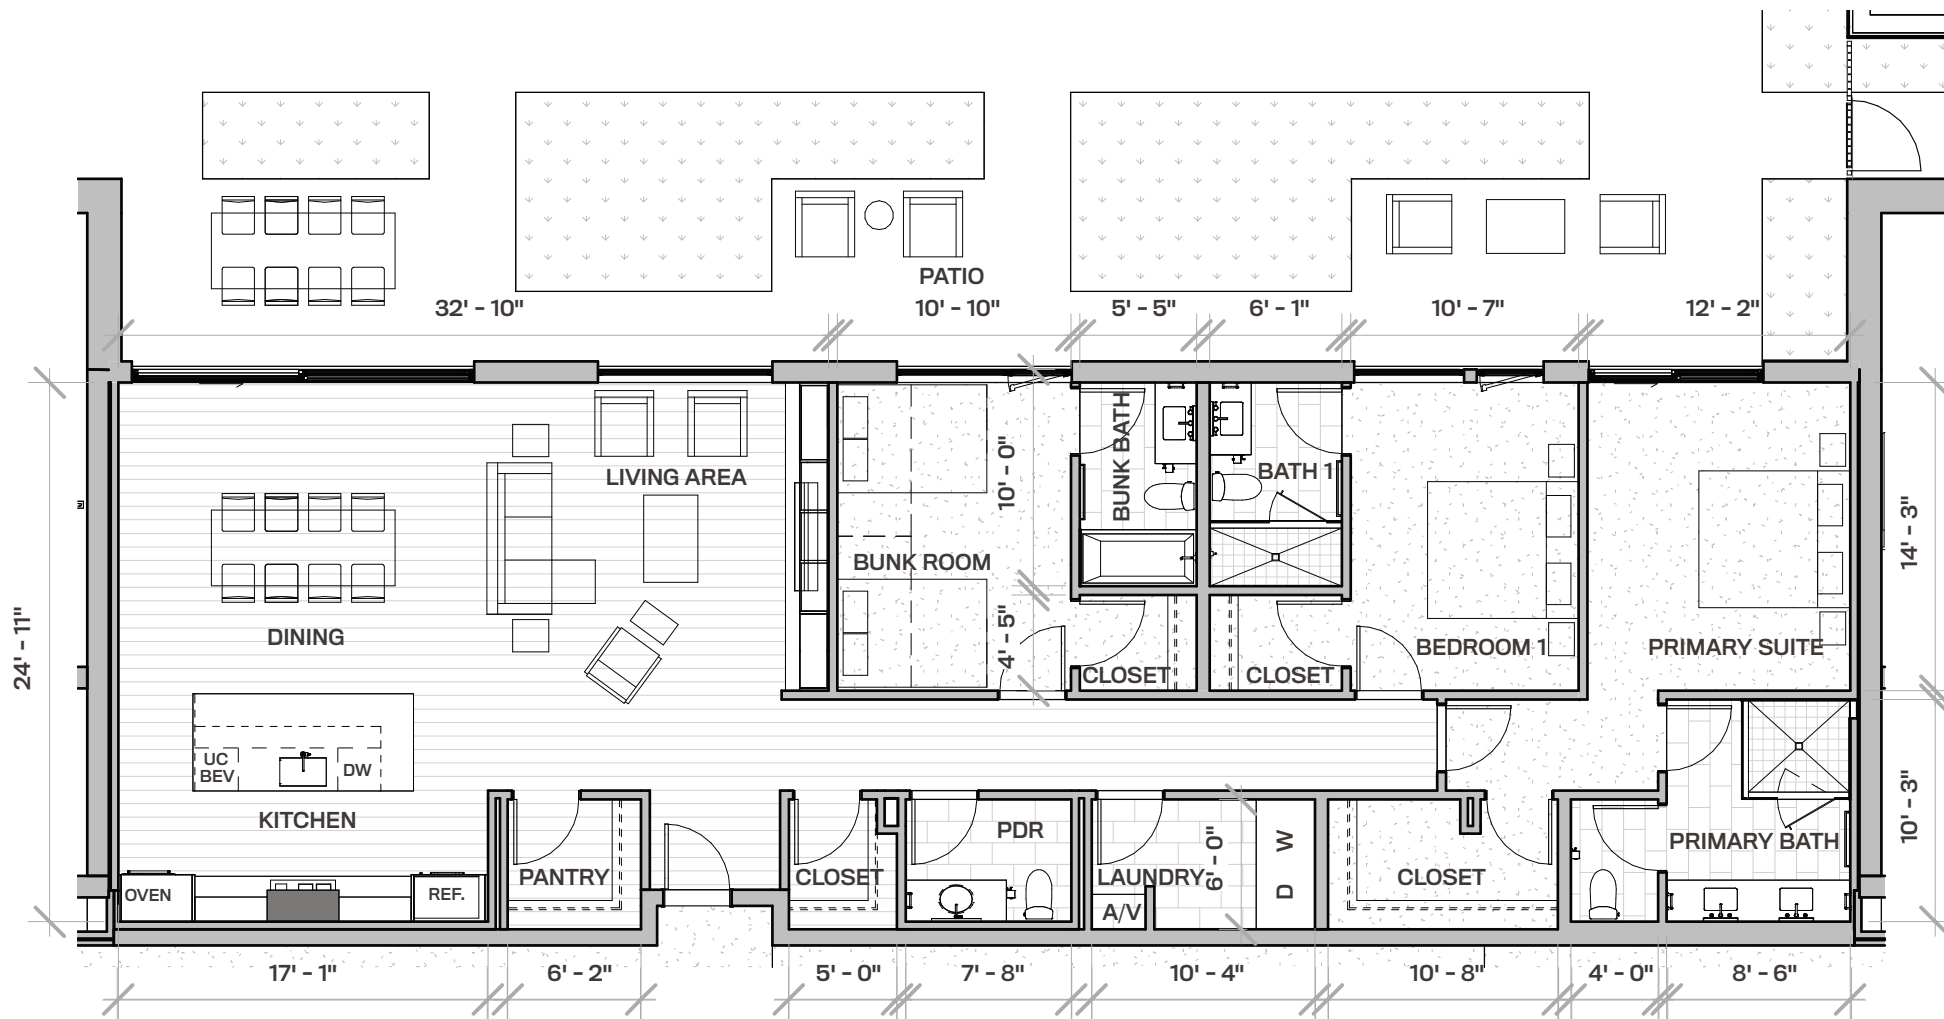 PATIO
32' - 10"
10' - 10"
5' - 5"
6' - 1"
10' - 7"
12' - 2"
BUNK BATH
LIVING AREA
BATH 1
10' - 0"
14' - 3"
BUNK ROOM
24' - 11"
DINING
4' - 5"
BEDROOM 1
PRIMARY SUITE
CLOSET
CLOSET
UC
BEV
DW
KITCHEN
PDR
6' - 0"
W
D
10' - 3"
PRIMARY BATH
PANTRY
CLOSET
LAUNDRY
CLOSET
OVEN
REF.
A/V
17' - 1"
6' - 2"
5' - 0"
7' - 8"
10' - 4"
10' - 8"
4' - 0"
8' - 6"